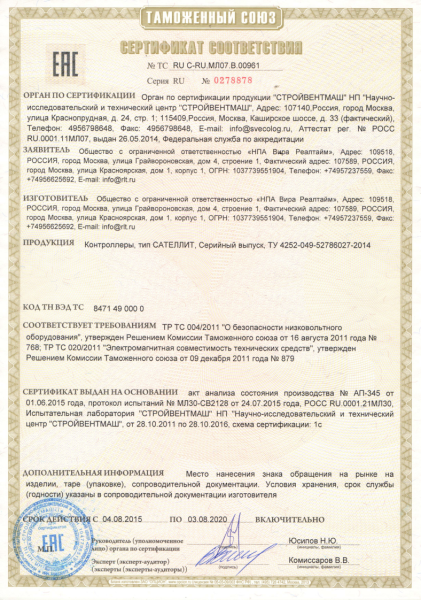 ТАМОЖЕННЫЙ СОЮЗ
СЕРТИФИКАТ СООТВЕТСТВИЯ
ЕАС
№ ТС RU C-RU.МЛ07.В.00961
Серия RU № 0278878
ОРГАН ПО СЕРТИФИКАЦИИ Орган по сертификации продукции "СТРОЙВЕНТМАШ" НП "Научно-
исследовательский и технический центр "СТРОЙВЕНТМАШ", Адрес: 107140,Россия, город Москва,
улица Краснопрудная, д. 24, стр. 1; 115409,Россия, Москва, Каширское шоссе, д. 33 (фактический),
Телефон: 4956798648, Факс: 4956798648, E-mail: info@svecolog.ru, Аттестат рег. № РОСС
RU.0001.11МЛ07, выдан 26.05.2014, Федеральная служба по аккредитации
ЗАЯВИТЕЛЬ Общество с ограниченной ответственностью «НПА Вира Реалтайм», Адрес: 109518,
РОССИЯ, город Москва, улица Грайвороновская, дом 4, строение 1, Фактический адрес: 107589, РОССИЯ,
город Москва, улица Красноярская, дом 1, корпус 1, ОГРН: 1037739551904, Телефон: +74957237559, Факс:
+74956625692, E-mail: info@rlt.ru
ИЗГОТОВИТЕЛЬ Общество с ограниченной ответственностью «НПА Вира Реалтайм», Адрес: 109518,
РОССИЯ, город Москва, улица Грайвороновская, дом 4, строение 1, Фактический адрес: 107589, РОССИЯ,
город Москва, улица Красноярская, дом 1, корпус 1, ОГРН: 1037739551904, Телефон: +74957237559, Факс:
+74956625692, E-mail: info@rlt.ru
ПРОДУКЦИЯ Контроллеры, тип САТЕЛЛИТ, Серийный выпуск, ТУ 4252-049-52786027-2014
КОД ТН ВЭД ТС 8471 49 000 0
СООТВЕТСТВУЕТ ТРЕБОВАНИЯМ ТР ТС 004/2011 "О безопасности низковольтного
оборудования", утвержден Решением Комиссии Таможенного союза от 16 августа 2011 года №
768; ТР ТС 020/2011 "Электромагнитная совместимость технических средств", утвержден
Решением Комиссии Таможенного союза от 09 декабря 2011 года № 879
СЕРТИФИКАТ ВЫДАН НА ОСНОВАНИИ акт анализа состояния производства № АП-345 от
01.06.2015 года, протокол испытаний № МЛ30-СВ2128 от 24.07.2015 года, РОСС RU.0001.21МЛ30,
Испытательная лаборатория "СТРОЙВЕНТМАШ" НП "Научно-исследовательский и технический
центр "СТРОЙВЕНТМАШ", от 28.10.2011 по 28.10.2016, схема сертификации: 1с
ДОПОЛНИТЕЛЬНАЯ ИНФОРМАЦИЯ Место нанесения знака обращения на рынке на
изделии, таре (упаковке), сопроводительной документации. Условия хранения, срок службы
(годности) указаны в сопроводительной документации изготовителя
СРОК ДЕЙСТВИЯ С 04.08.2015 ПО 03.08.2020 ВКЛЮЧИТЕЛЬНО
М.П.
Руководитель (уполномоченное
лицо) органа по сертификации
Юсипов Н.Ю.
(инициалы, фамилия)
Эксперт (эксперт-аудитор)
(эксперты (эксперты-аудиторы))
Комиссаров В.В.
(инициалы, фамилия)
ЕАС